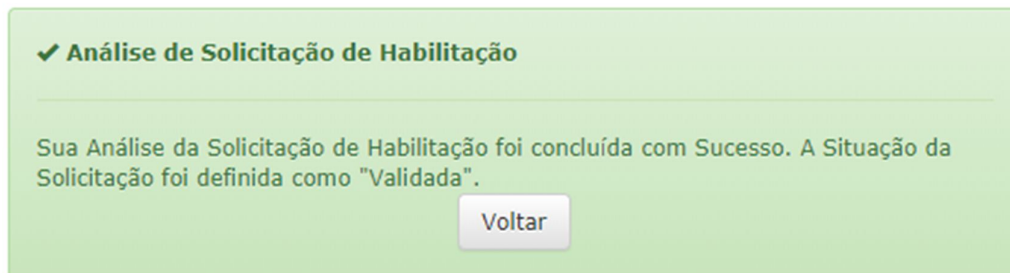 Análise de Solicitação de Habilitação
Sua Análise da Solicitação de Habilitação foi concluída com Sucesso. A Situação da
Solicitação foi definida como "Validada".
Voltar